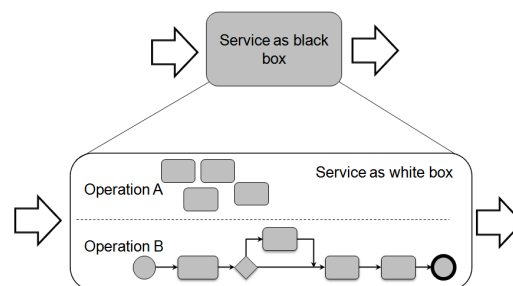 Service as black
box
Service as white box
Operation A
Operation B